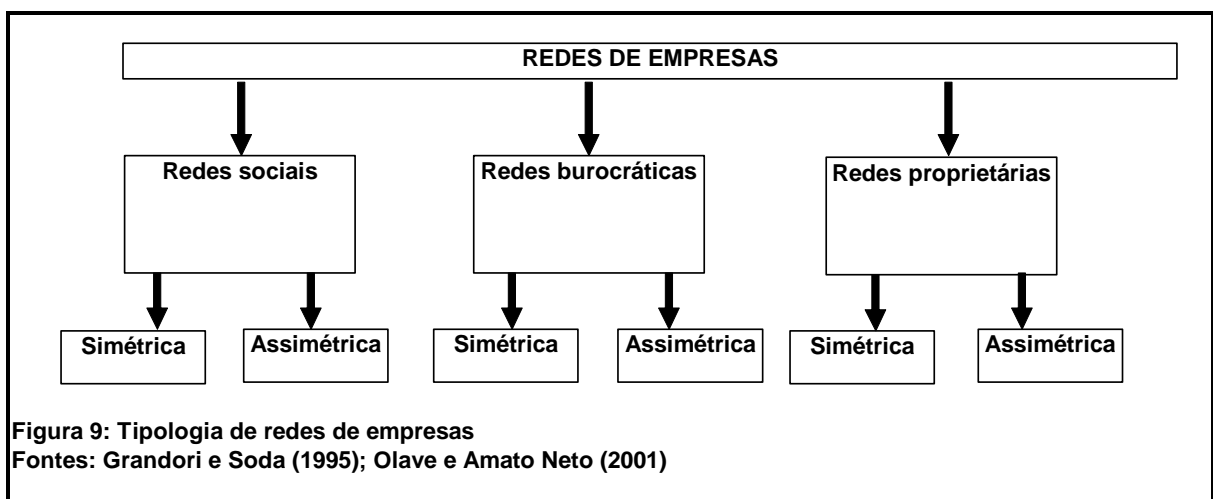 REDES DE EMPRESAS
Redes sociais
Redes burocráticas
Redes proprietárias
Simétrica
Assimétrica
Simétrica
Assimétrica
Simétrica
Assimétrica
Figura 9: Tipologia de redes de empresas
Fontes: Grandori e Soda (1995); Olave e Amato Neto (2001)